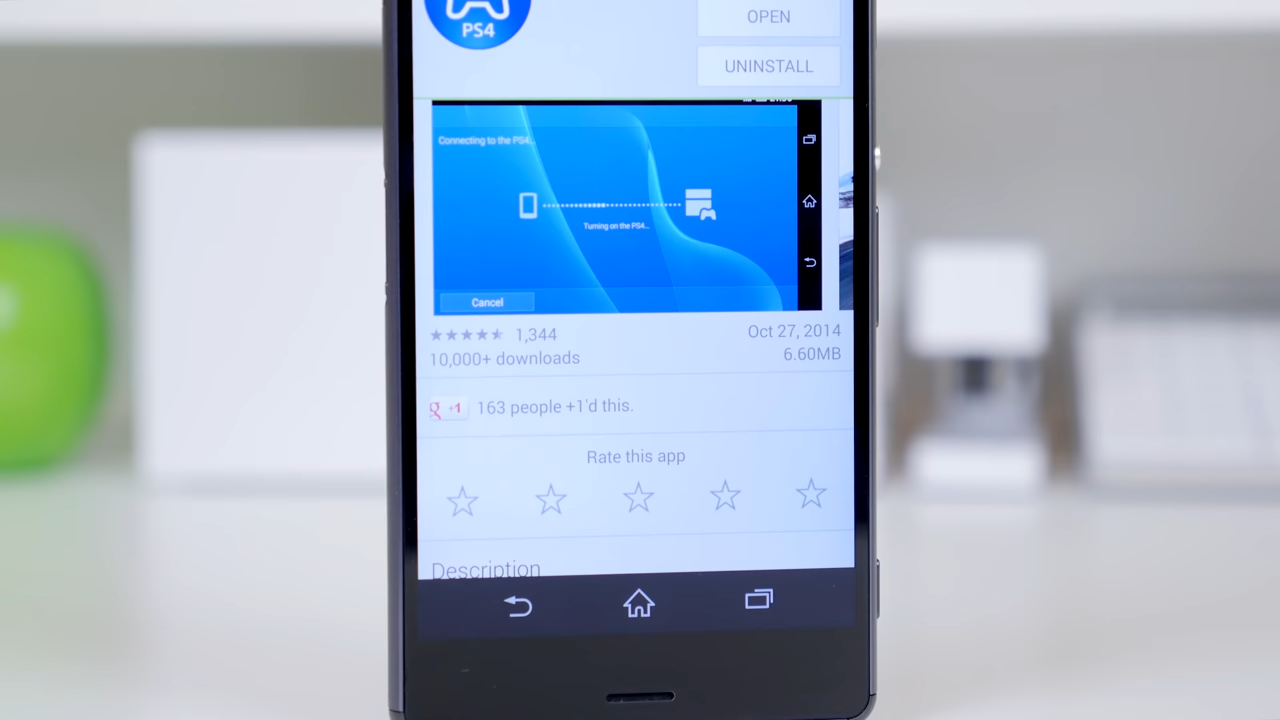 PS4
OPEN
UNINSTALL
Connecting to the PS4...
Turning on the PS4...
Cancel
1,344
Oct 27, 2014
10,000+ downloads
6.60MB
g +1
163 people +1'd this.
Rate this app
Description